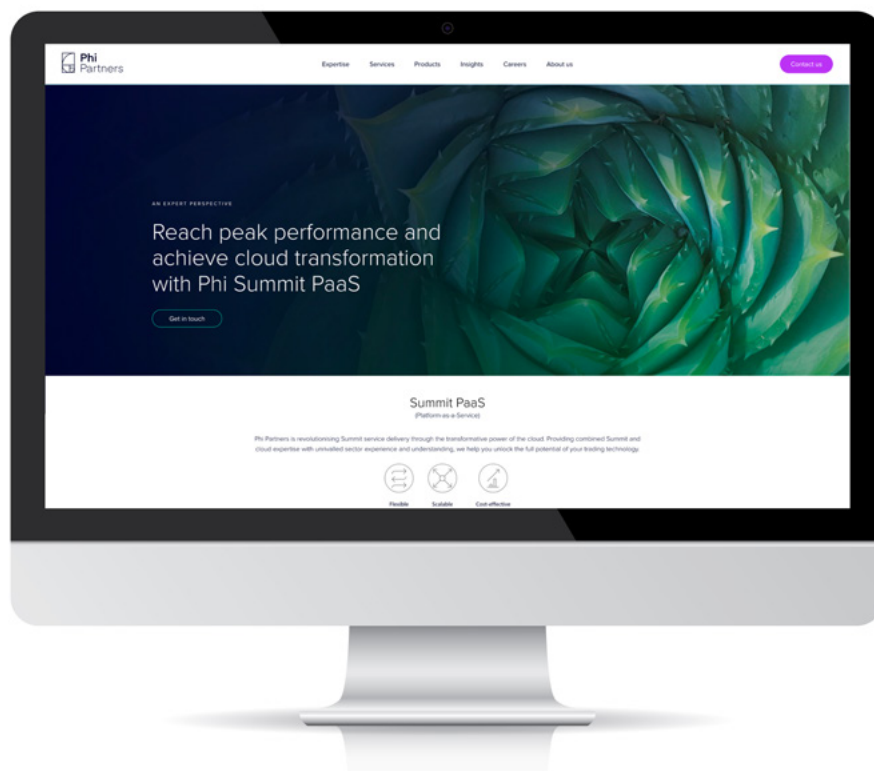 Phi
Partners
Expertise Services Products Insights Careers About us
Contact us
AN EXPERT PERSPECTIVE
Reach peak performance and
achieve cloud transformation
with Phi Summit PaaS
Get in touch
Summit PaaS
(Platform-as-a-Service)
Phi Partners is revolutionising Summit service delivery through the transformative power of the cloud. Providing combined Summit and
cloud expertise with unrivalled sector experience and understanding, we help you unlock the full potential of your trading technology.
Flexible Scalable Cost-effective